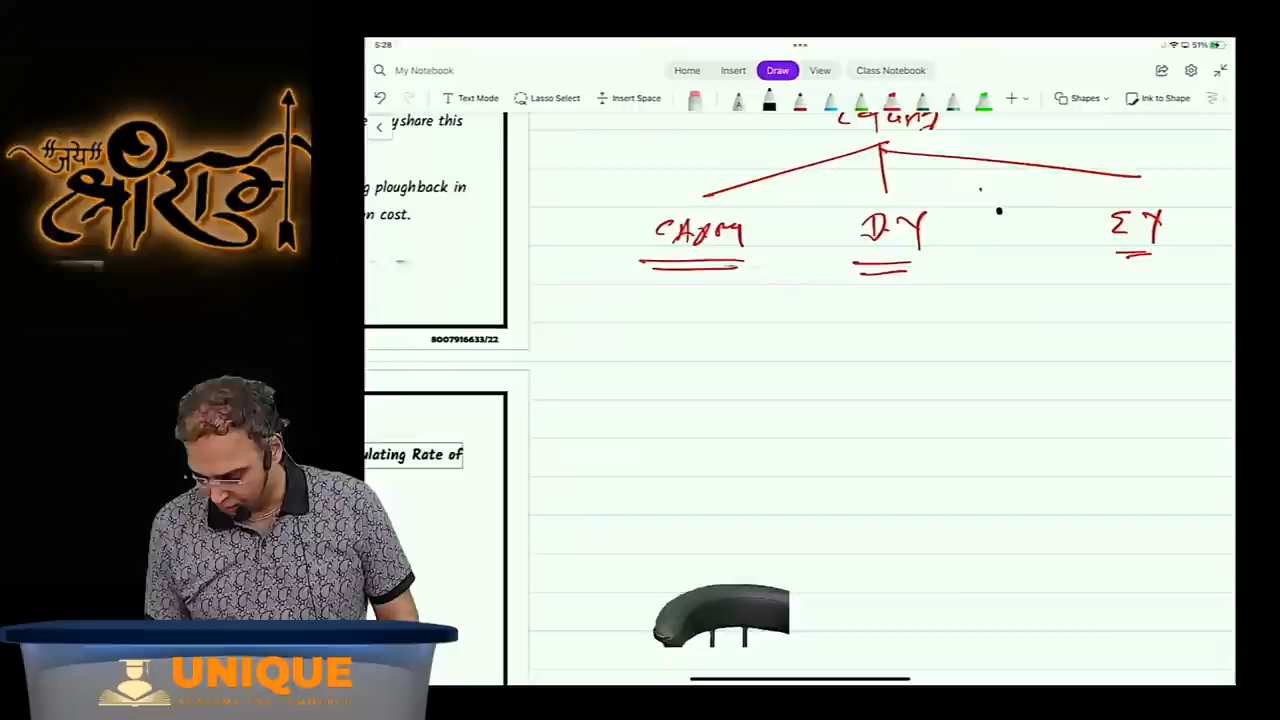 5:28
51%
My Notebook
Home Insert Draw View Class Notebook
Text Mode Lasso Select Insert Space Shapes Ink to Shape
share this
ploughback in
n cost.
8007916633/22
ulating Rate of
CAPM DY EY
"जय"
श्री राम
UNIQUE